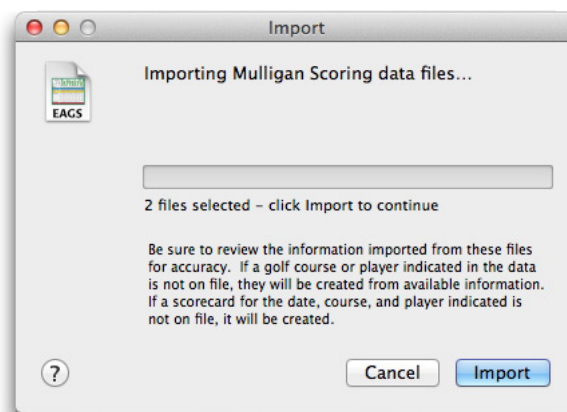 Import
Importing Mulligan Scoring data files...
EAGS
2 files selected – click Import to continue
Be sure to review the information imported from these files
for accuracy. If a golf course or player indicated in the data
is not on file, they will be created from available information.
If a scorecard for the date, course, and player indicated is
not on file, it will be created.
?
Cancel
Import